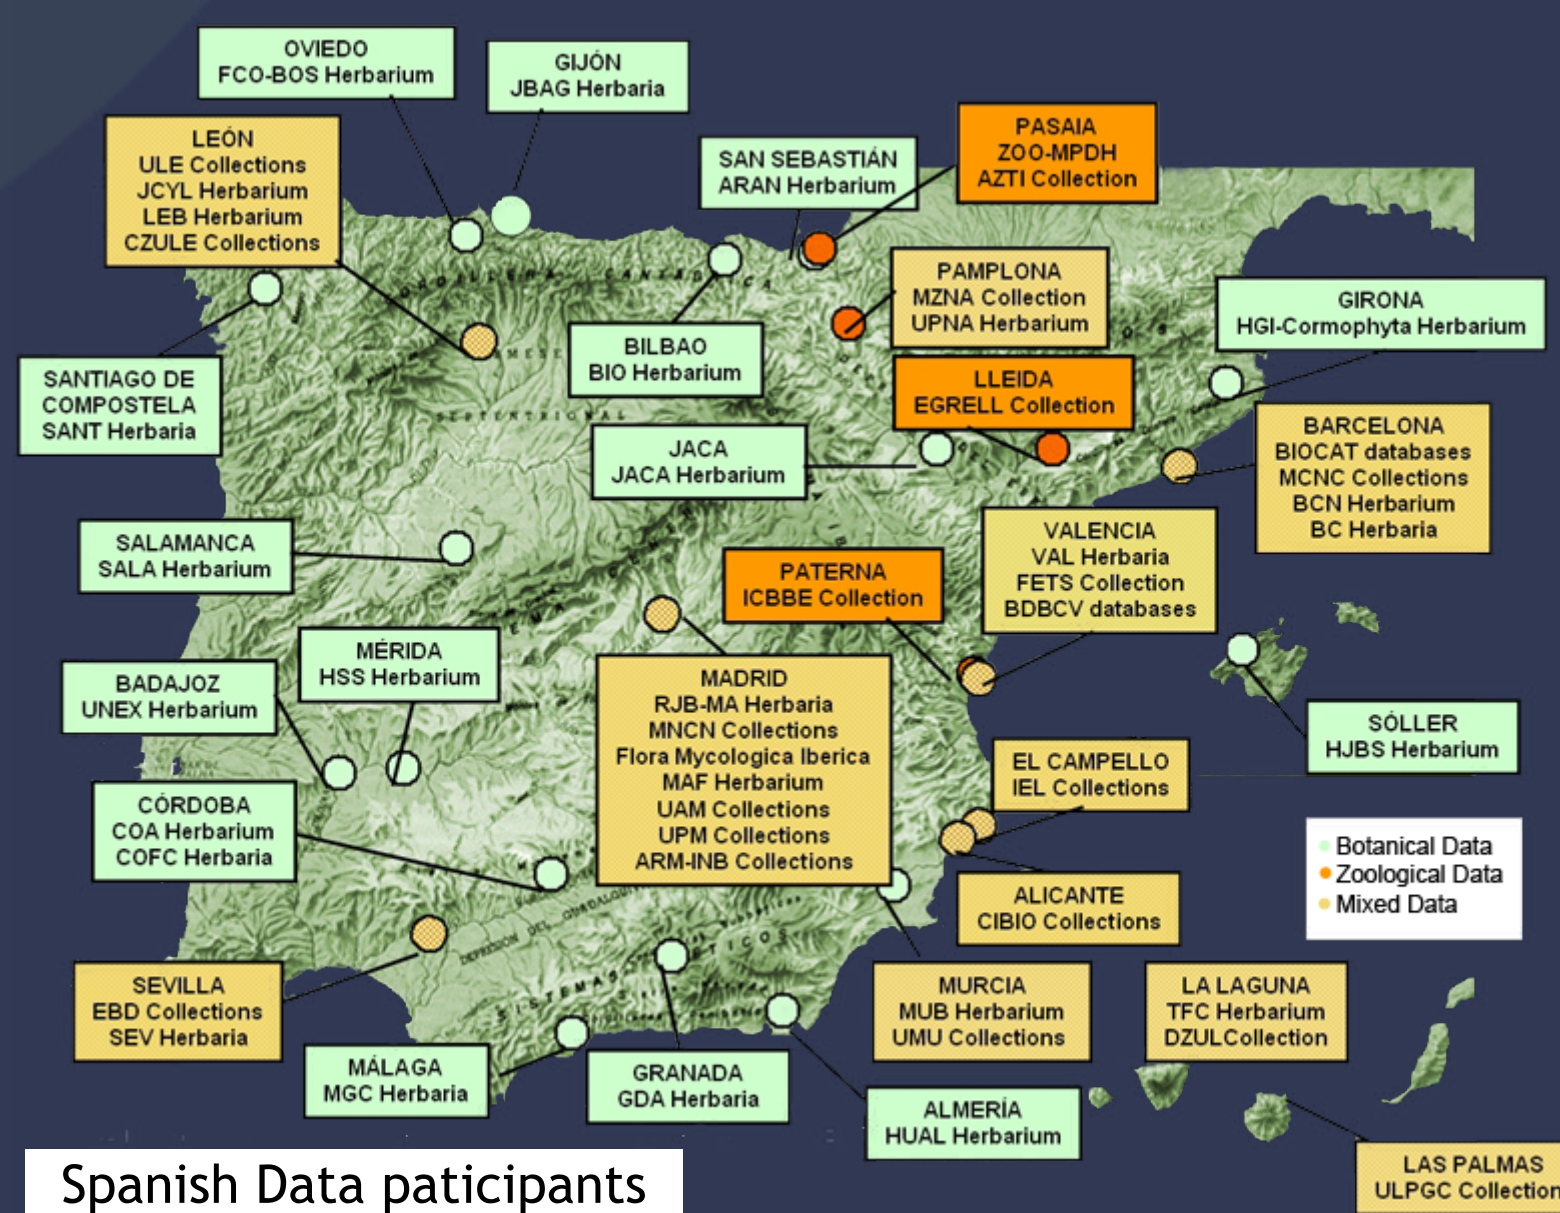 OVIEDO
FCO-BOS Herbarium
GIJÓN
JBAG Herbaria
LEÓN
ULE Collections
JCYL Herbarium
LEB Herbarium
CZULE Collections
SAN SEBASTIÁN
ARAN Herbarium
PASAIA
ZOO-MPDH
AZTI Collection
PAMPLONA
MZNA Collection
UPNA Herbarium
GIRONA
HGI-Cormophyta Herbarium
BILBAO
BIO Herbarium
SANTIAGO DE
COMPOSTELA
SANT Herbaria
LLEIDA
EGRELL Collection
JACA
JACA Herbarium
BARCELONA
BIOCAT databases
MCNC Collections
BCN Herbarium
BC Herbaria
SALAMANCA
SALA Herbarium
VALENCIA
VAL Herbaria
FETS Collection
BDBCV databases
PATERNA
ICBBE Collection
MÉRIDA
HSS Herbarium
BADAJOZ
UNEX Herbarium
MADRID
RJB-MA Herbaria
MNCN Collections
Flora Mycologica Iberica
MAF Herbarium
UAM Collections
UPM Collections
ARM-INB Collections
SÓLLER
HJBS Herbarium
EL CAMPELLO
IEL Collections
CÓRDOBA
COA Herbarium
COFC Herbaria
Botanical Data
Zoological Data
Mixed Data
ALICANTE
CIBIO Collections
SEVILLA
EBD Collections
SEV Herbaria
MURCIA
MUB Herbarium
UMU Collections
LA LAGUNA
TFC Herbarium
DZULCollection
MÁLAGA
MGC Herbaria
GRANADA
GDA Herbaria
ALMERÍA
HUAL Herbarium
LAS PALMAS
ULPGC Collection
Spanish Data paticipants
SEPTENTRIONAL
DEPRESIÓN DEL GUADALQUIV
SISTEMAS